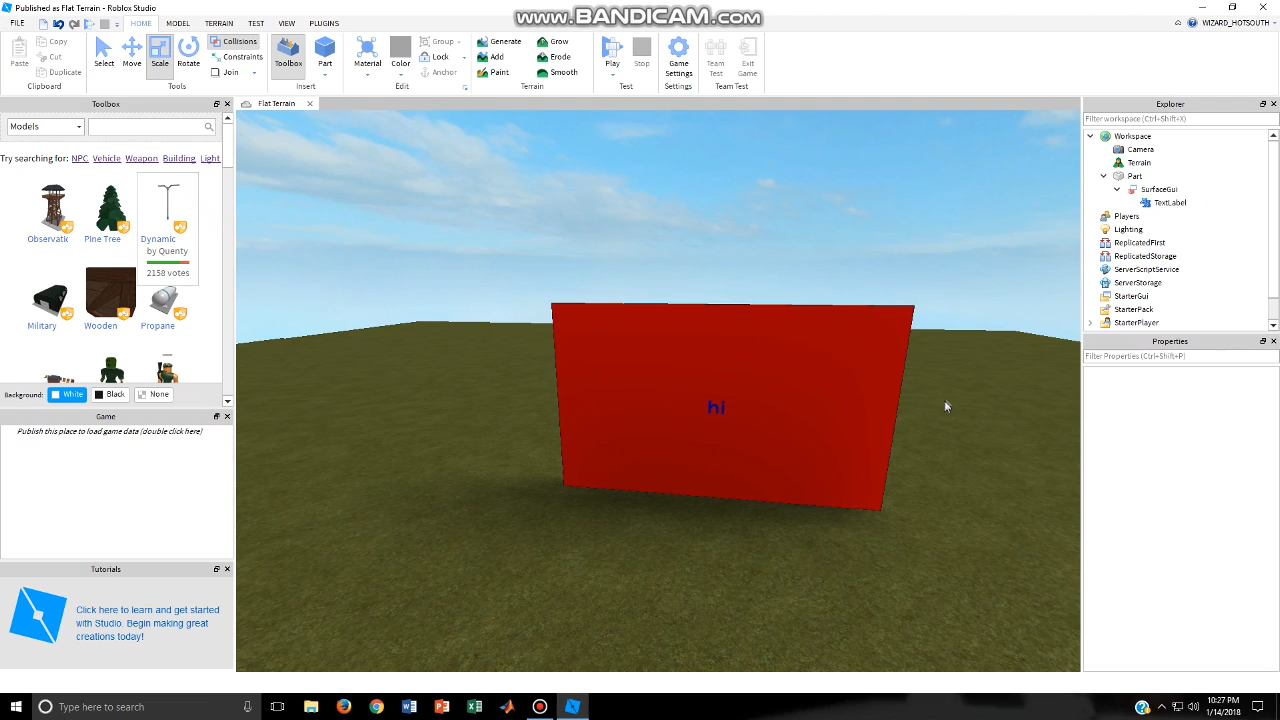 Published as Flat Terrain - Roblox Studio
www.BANDICAM.com
FILE HOME MODEL TERRAIN TEST VIEW PLUGINS
WIZARD_HOTSOUTH
Paste
Copy
Cut
Duplicate
Clipboard
Select
Move
Scale
Rotate
Collisions
Constraints
Join
Tools
Toolbox
Part
Insert
Material
Color
Group
Lock
Anchor
Edit
Generate
Add
Paint
Grow
Erode
Smooth
Terrain
Play
Stop
Test
Game Settings
Settings
Team Test
Exit Game
Team Test
Toolbox
Models
Try searching for: NPC Vehicle Weapon Building Light
Observatk
Pine Tree
Dynamic
by Quenty
2158 votes
Military
Wooden
Propane
Background: White Black None
Game
Publish this place to load game data (double click here)
Tutorials
Click here to learn and get started
with Studio. Begin making great
creations today!
Flat Terrain
hi
Explorer
Filter workspace (Ctrl+Shift+X)
Workspace
Camera
Terrain
Part
SurfaceGui
TextLabel
Players
Lighting
ReplicatedFirst
ReplicatedStorage
ServerScriptService
ServerStorage
StarterGui
StarterPack
StarterPlayer
Properties
Filter Properties (Ctrl+Shift+P)
Type here to search
10:27 PM
1/14/2018